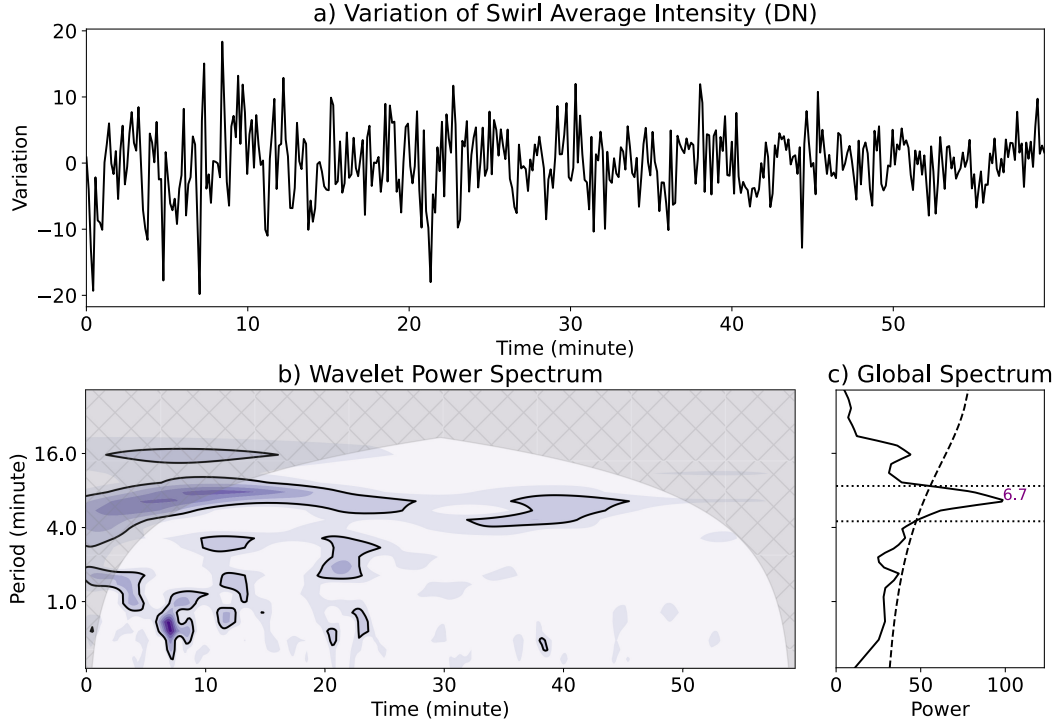 a) Variation of Swirl Average Intensity (DN)
Variation
20
10
0
−10
−20
0 10 20 30 40 50
Time (minute)
b) Wavelet Power Spectrum
Period (minute)
16.0
4.0
1.0
0 10 20 30 40 50
Time (minute)
c) Global Spectrum
6.7
0 50 100
Power